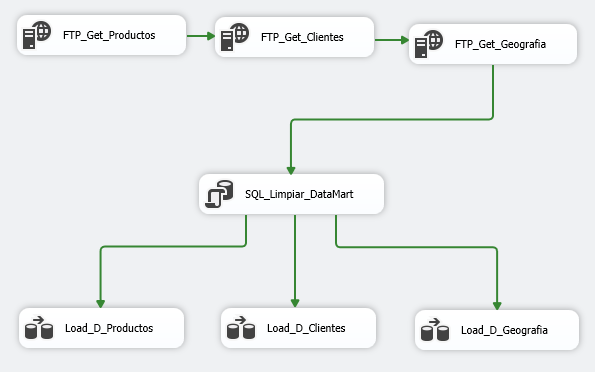 FTP_Get_Productos
FTP_Get_Clientes
FTP_Get_Geografia
SQL_Limpiar_DataMart
Load_D_Productos
Load_D_Clientes
Load_D_Geografia